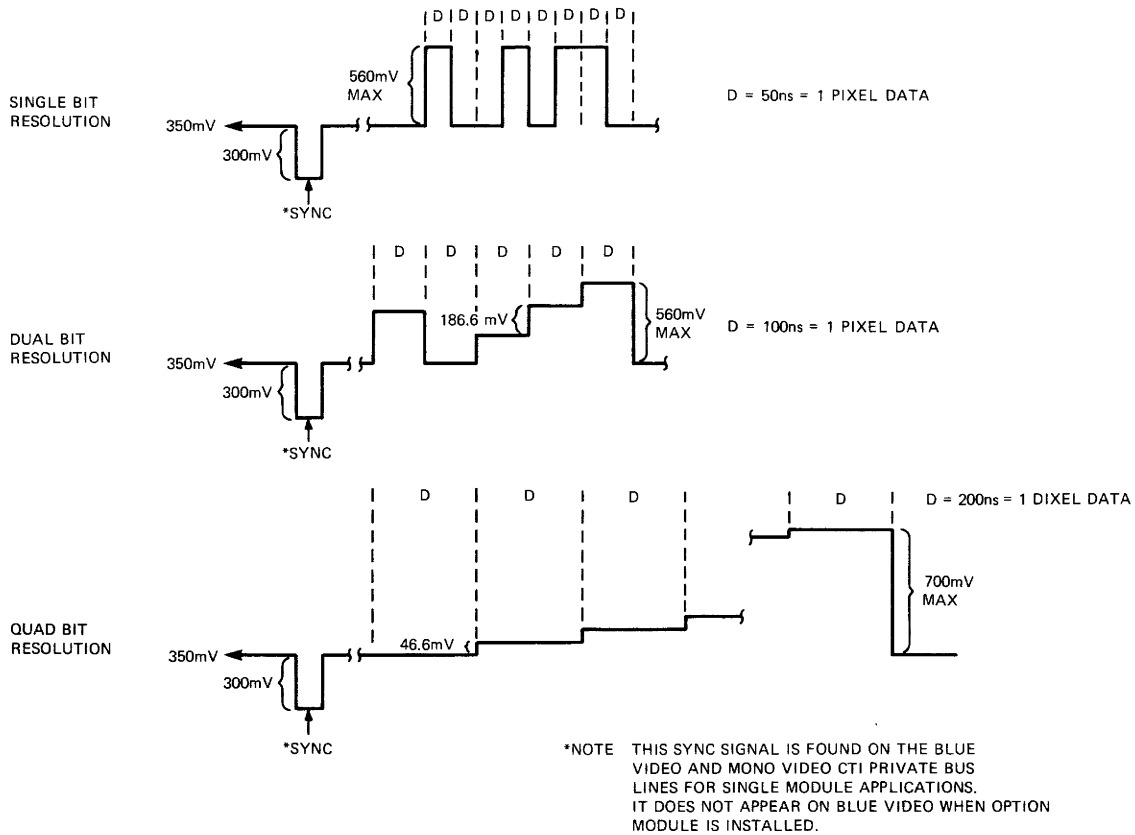 D D D D D D D D
560mV
MAX
D = 50ns = 1 PIXEL DATA
SINGLE BIT
RESOLUTION
350mV
300mV
*SYNC
D D D D D
186.6 mV
560mV
MAX
D = 100ns = 1 PIXEL DATA
DUAL BIT
RESOLUTION
350mV
300mV
*SYNC
D D D D
D = 200ns = 1 DIXEL DATA
700mV
MAX
QUAD BIT
RESOLUTION
46.6mV
350mV
300mV
*SYNC
*NOTE THIS SYNC SIGNAL IS FOUND ON THE BLUE
VIDEO AND MONO VIDEO CTI PRIVATE BUS
LINES FOR SINGLE MODULE APPLICATIONS.
IT DOES NOT APPEAR ON BLUE VIDEO WHEN OPTION
MODULE IS INSTALLED.